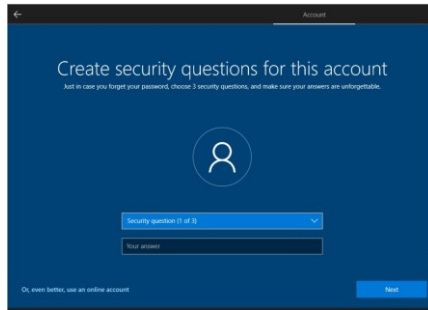 Account
Create security questions for this account
Just in case you forget your password, choose 3 security questions, and make sure your answers are unforgettable.
Security question (1 of 3)
Your answer
Or, even better, use an online account
Next